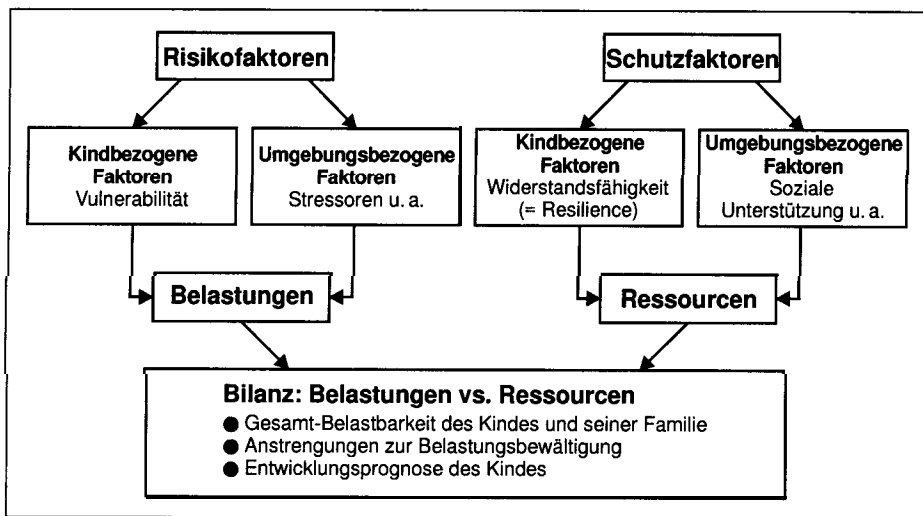 Risikofaktoren
Schutzfaktoren
Kindbezogene
Faktoren
Vulnerabilität
Umgebungsbezogene
Faktoren
Stressoren u. a.
Kindbezogene
Faktoren
Widerstandsfähigkeit
(= Resilience)
Umgebungsbezogene
Faktoren
Soziale
Unterstützung u. a.
Belastungen
Ressourcen
Bilanz: Belastungen vs. Ressourcen
● Gesamt-Belastbarkeit des Kindes und seiner Familie
● Anstrengungen zur Belastungsbewältigung
● Entwicklungsprognose des Kindes